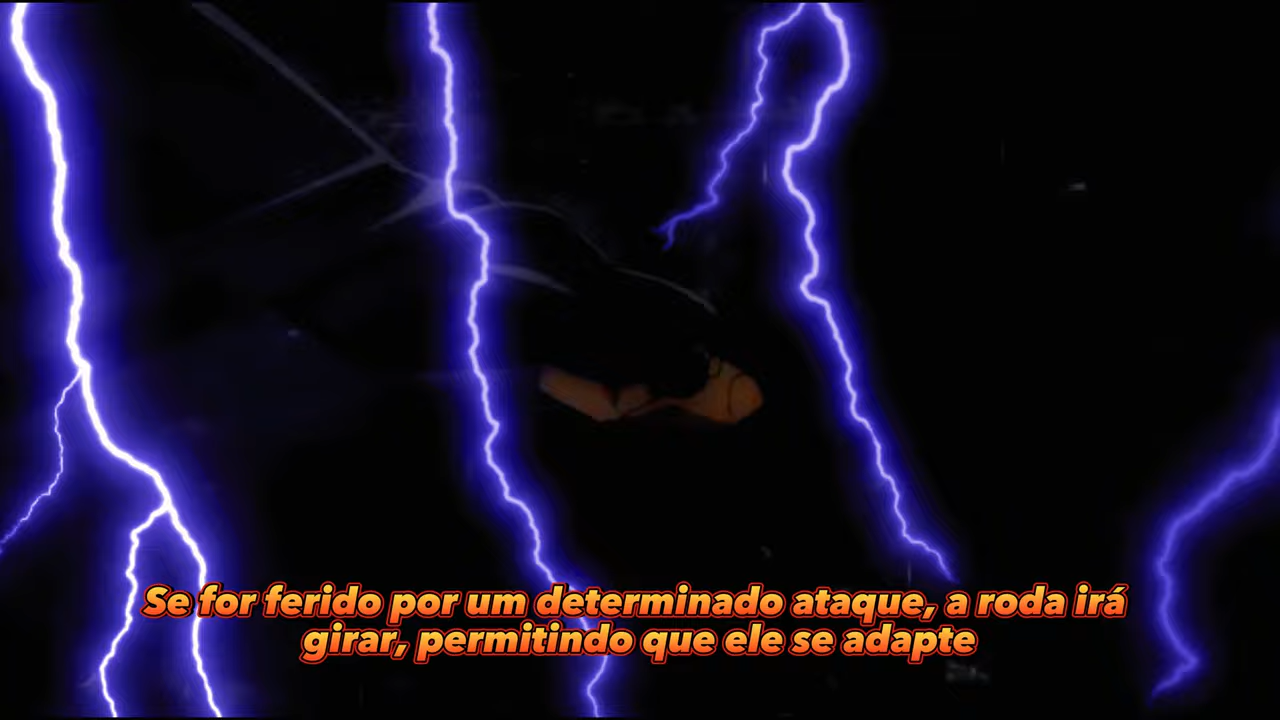 Se for ferido por um determinado ataque, a roda irá
girar, permitindo que ele se adapte